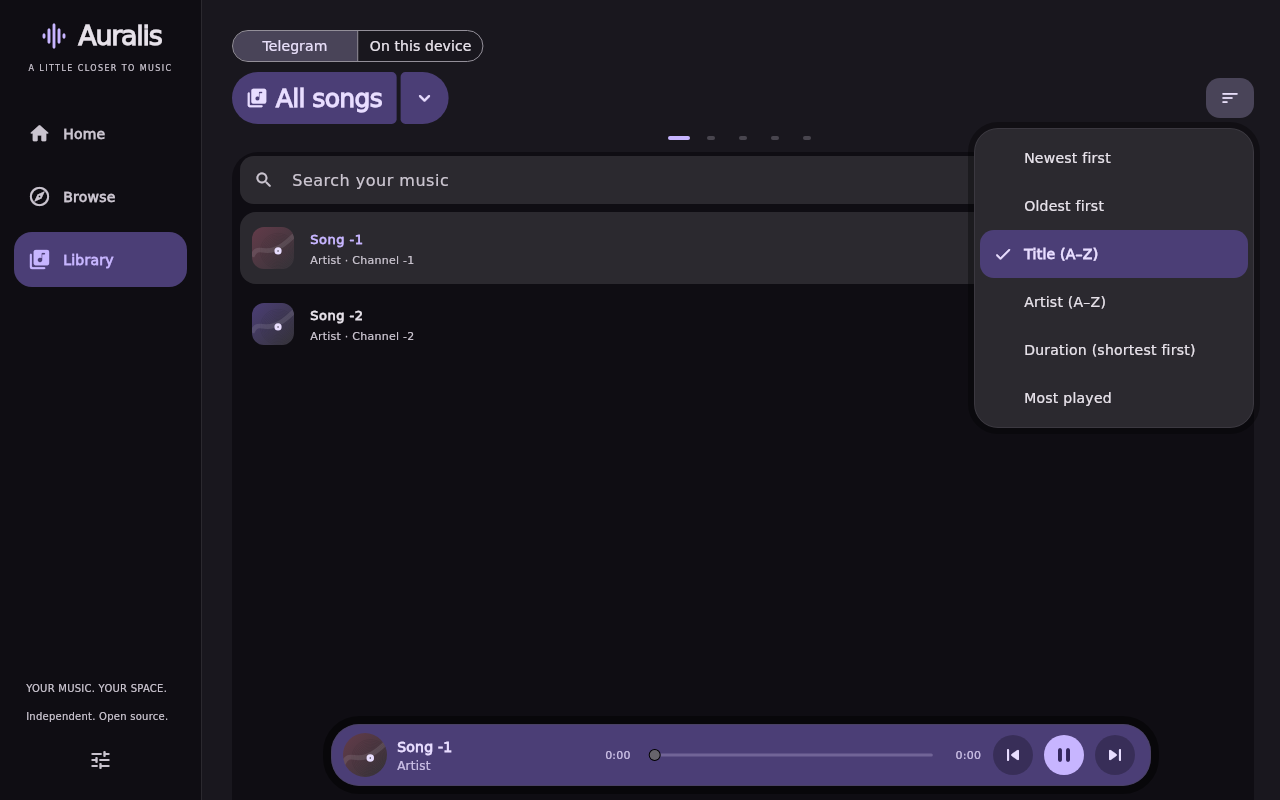 Auralis
A LITTLE CLOSER TO MUSIC
Home
Browse
Library
YOUR MUSIC. YOUR SPACE.
Independent. Open source.
Telegram
On this device
All songs
Search your music
Song -1
Artist · Channel -1
Song -2
Artist · Channel -2
Newest first
Oldest first
Title (A–Z)
Artist (A–Z)
Duration (shortest first)
Most played
Song -1
Artist
0:00
0:00